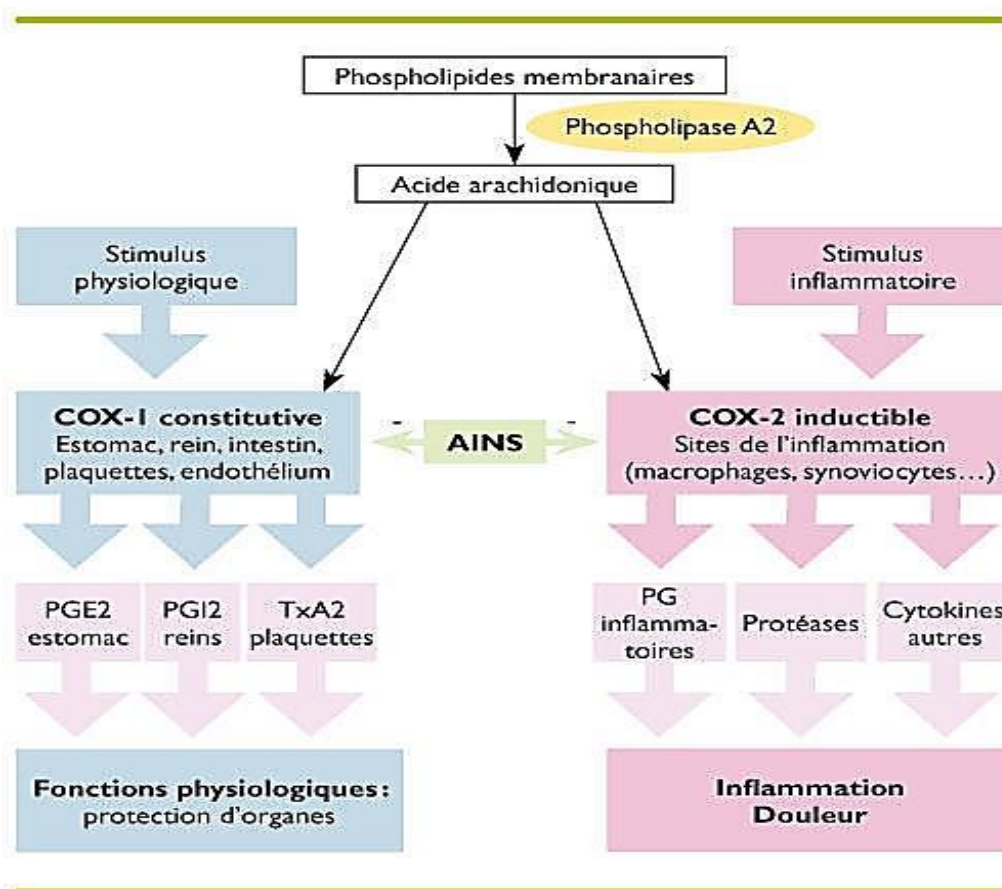 Phospholipides membranaires
Phospholipase A2
Acide arachidonique
Stimulus
physiologique
Stimulus
inflammatoire
COX-1 constitutive
Estomac, rein, intestin,
plaquettes, endothélium
AINS
COX-2 inductible
Sites de l'inflammation
(macrophages, synoviocytes...)
PGE2
estomac
PGI2
reins
TxA2
plaquettes
PG
inflamma-
toires
Protéases
Cytokines
autres
Fonctions physiologiques :
protection d'organes
Inflammation
Douleur